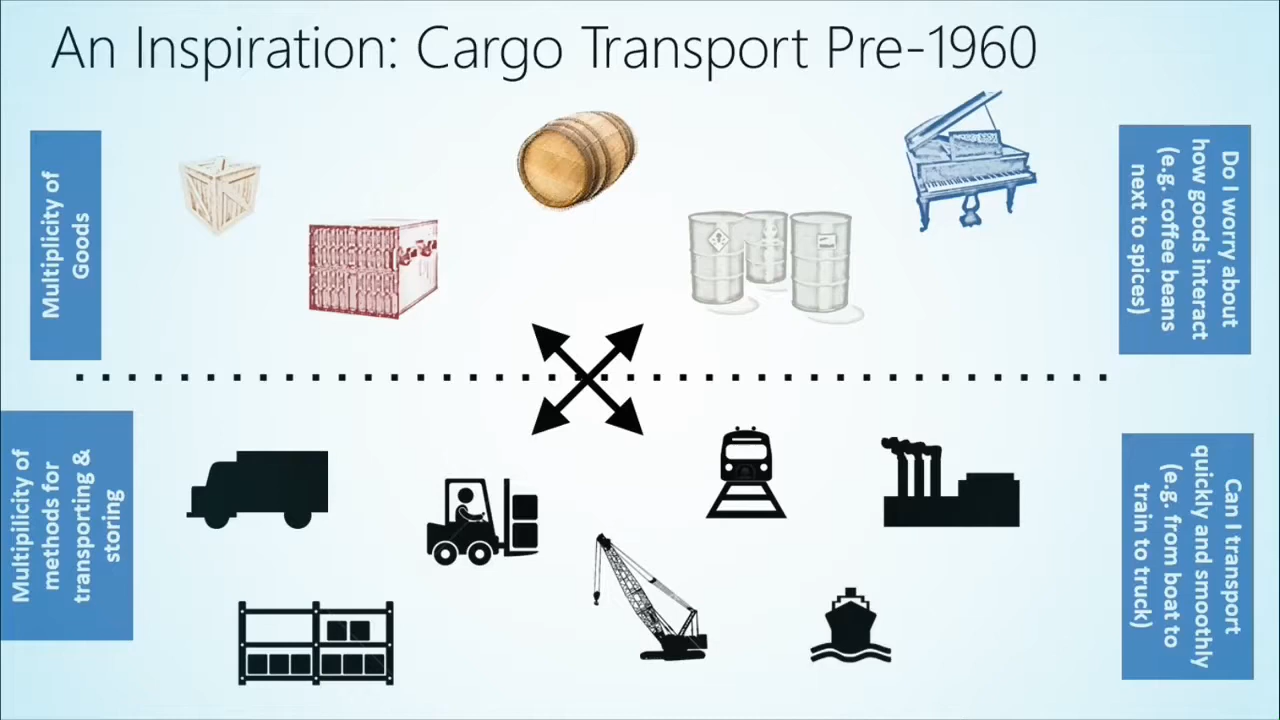 An Inspiration: Cargo Transport Pre-1960
Multiplicity of
Goods
Do I worry about
how goods interact
(e.g. coffee beans
next to spices)
Multipilicity of
methods for
transporting &
storing
Can I transport
quickly and smoothly
(e.g. from boat to
train to truck)